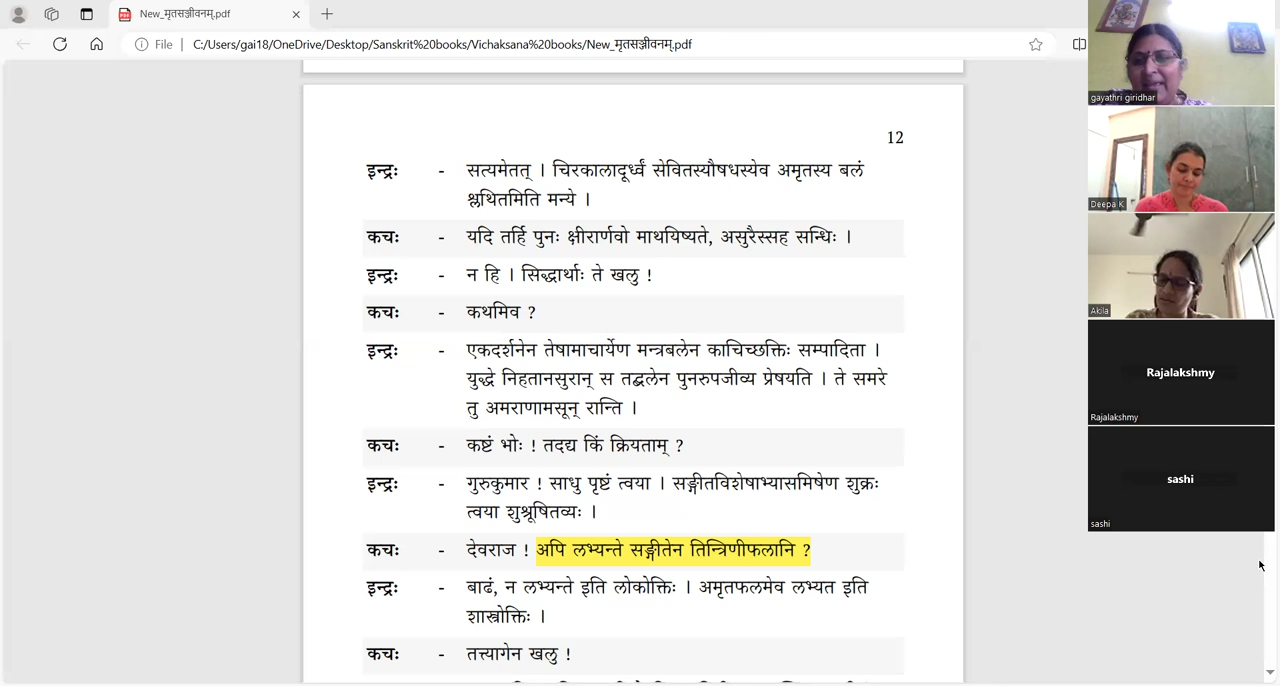 New_मृतसञ्जीवनम्.pdf
File | C:/Users/gai18/OneDrive/Desktop/Sanskrit%20books/Vichaksana%20books/New_मृतसञ्जीवनम्.pdf
12
इन्द्रः - सत्यमेतत् । चिरकालादूर्ध्वं सेवितस्यौषधस्येव अमृतस्य बलं
श्लथितमिति मन्ये ।
कचः - यदि तर्हि पुनः क्षीरार्णवो माथयिष्यते, असुरैस्सह सन्धिः ।
इन्द्रः - न हि । सिद्धार्थाः ते खलु !
कचः - कथमिव ?
इन्द्रः - एकदर्शनेन तेषामाचार्येण मन्त्रबलेन काचिच्छक्तिः सम्पादिता ।
युद्धे निहतानसुरान् स तद्बलेन पुनरुपजीव्य प्रेषयति । ते समरे
तु अमराणामसून् रान्ति ।
कचः - कष्टं भोः ! तदद्य किं क्रियताम् ?
इन्द्रः - गुरुकुमार ! साधु पृष्टं त्वया । सङ्गीतविशेषाभ्यासमिषेण शुक्रः
त्वया शुश्रूषितव्यः ।
कचः - देवराज ! अपि लभ्यन्ते सङ्गीतेन तिन्त्रिणीफलानि ?
इन्द्रः - बाढं, न लभ्यन्ते इति लोकोक्तिः । अमृतफलमेव लभ्यत इति
शास्त्रोक्तिः ।
कचः - तत्त्यागेन खलु !
gayathri giridhar
Deepa K
Akila
Rajalakshmy
Rajalakshmy
sashi
sashi